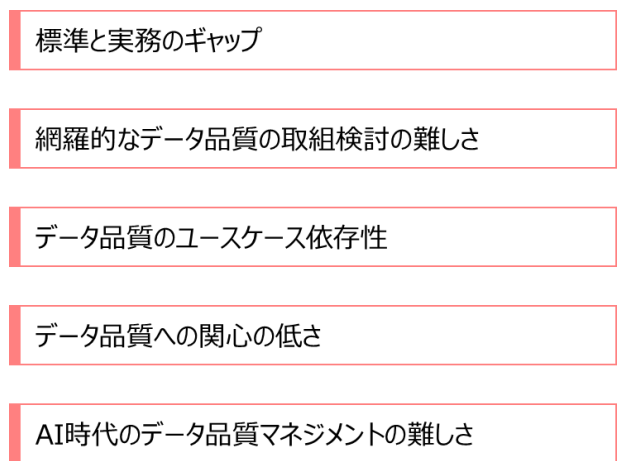 標準と実務のギャップ
網羅的なデータ品質の取組検討の難しさ
データ品質のユースケース依存性
データ品質への関心の低さ
AI時代のデータ品質マネジメントの難しさ